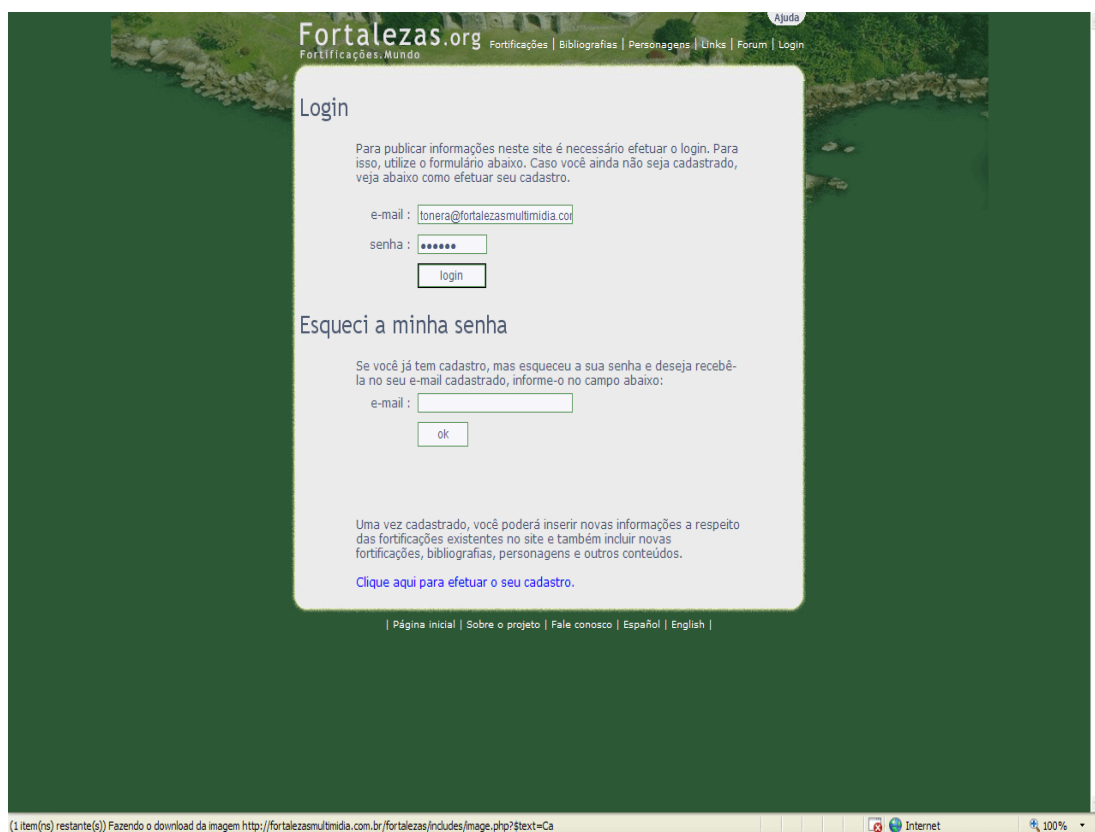 Ajuda
Fortalezas.org Fortificações | Bibliografias | Personagens | Links | Forum | Login
Fortificações.Mundo
Login
Para publicar informações neste site é necessário efetuar o login. Para
isso, utilize o formulário abaixo. Caso você ainda não seja cadastrado,
veja abaixo como efetuar seu cadastro.
e-mail : tonera@fortalezasmultimidia.cor
senha : ••••••
login
Esqueci a minha senha
Se você já tem cadastro, mas esqueceu a sua senha e deseja recebê-
la no seu e-mail cadastrado, informe-o no campo abaixo:
e-mail :
ok
Uma vez cadastrado, você poderá inserir novas informações a respeito
das fortificações existentes no site e também incluir novas
fortificações, bibliografias, personagens e outros conteúdos.
Clique aqui para efetuar o seu cadastro.
| Página inicial | Sobre o projeto | Fale conosco | Español | English |
(1 item(ns) restante(s)) Fazendo o download da imagem http://fortalezasmultimidia.com.br/fortalezas/includes/image.php?$text=Ca Internet 100%